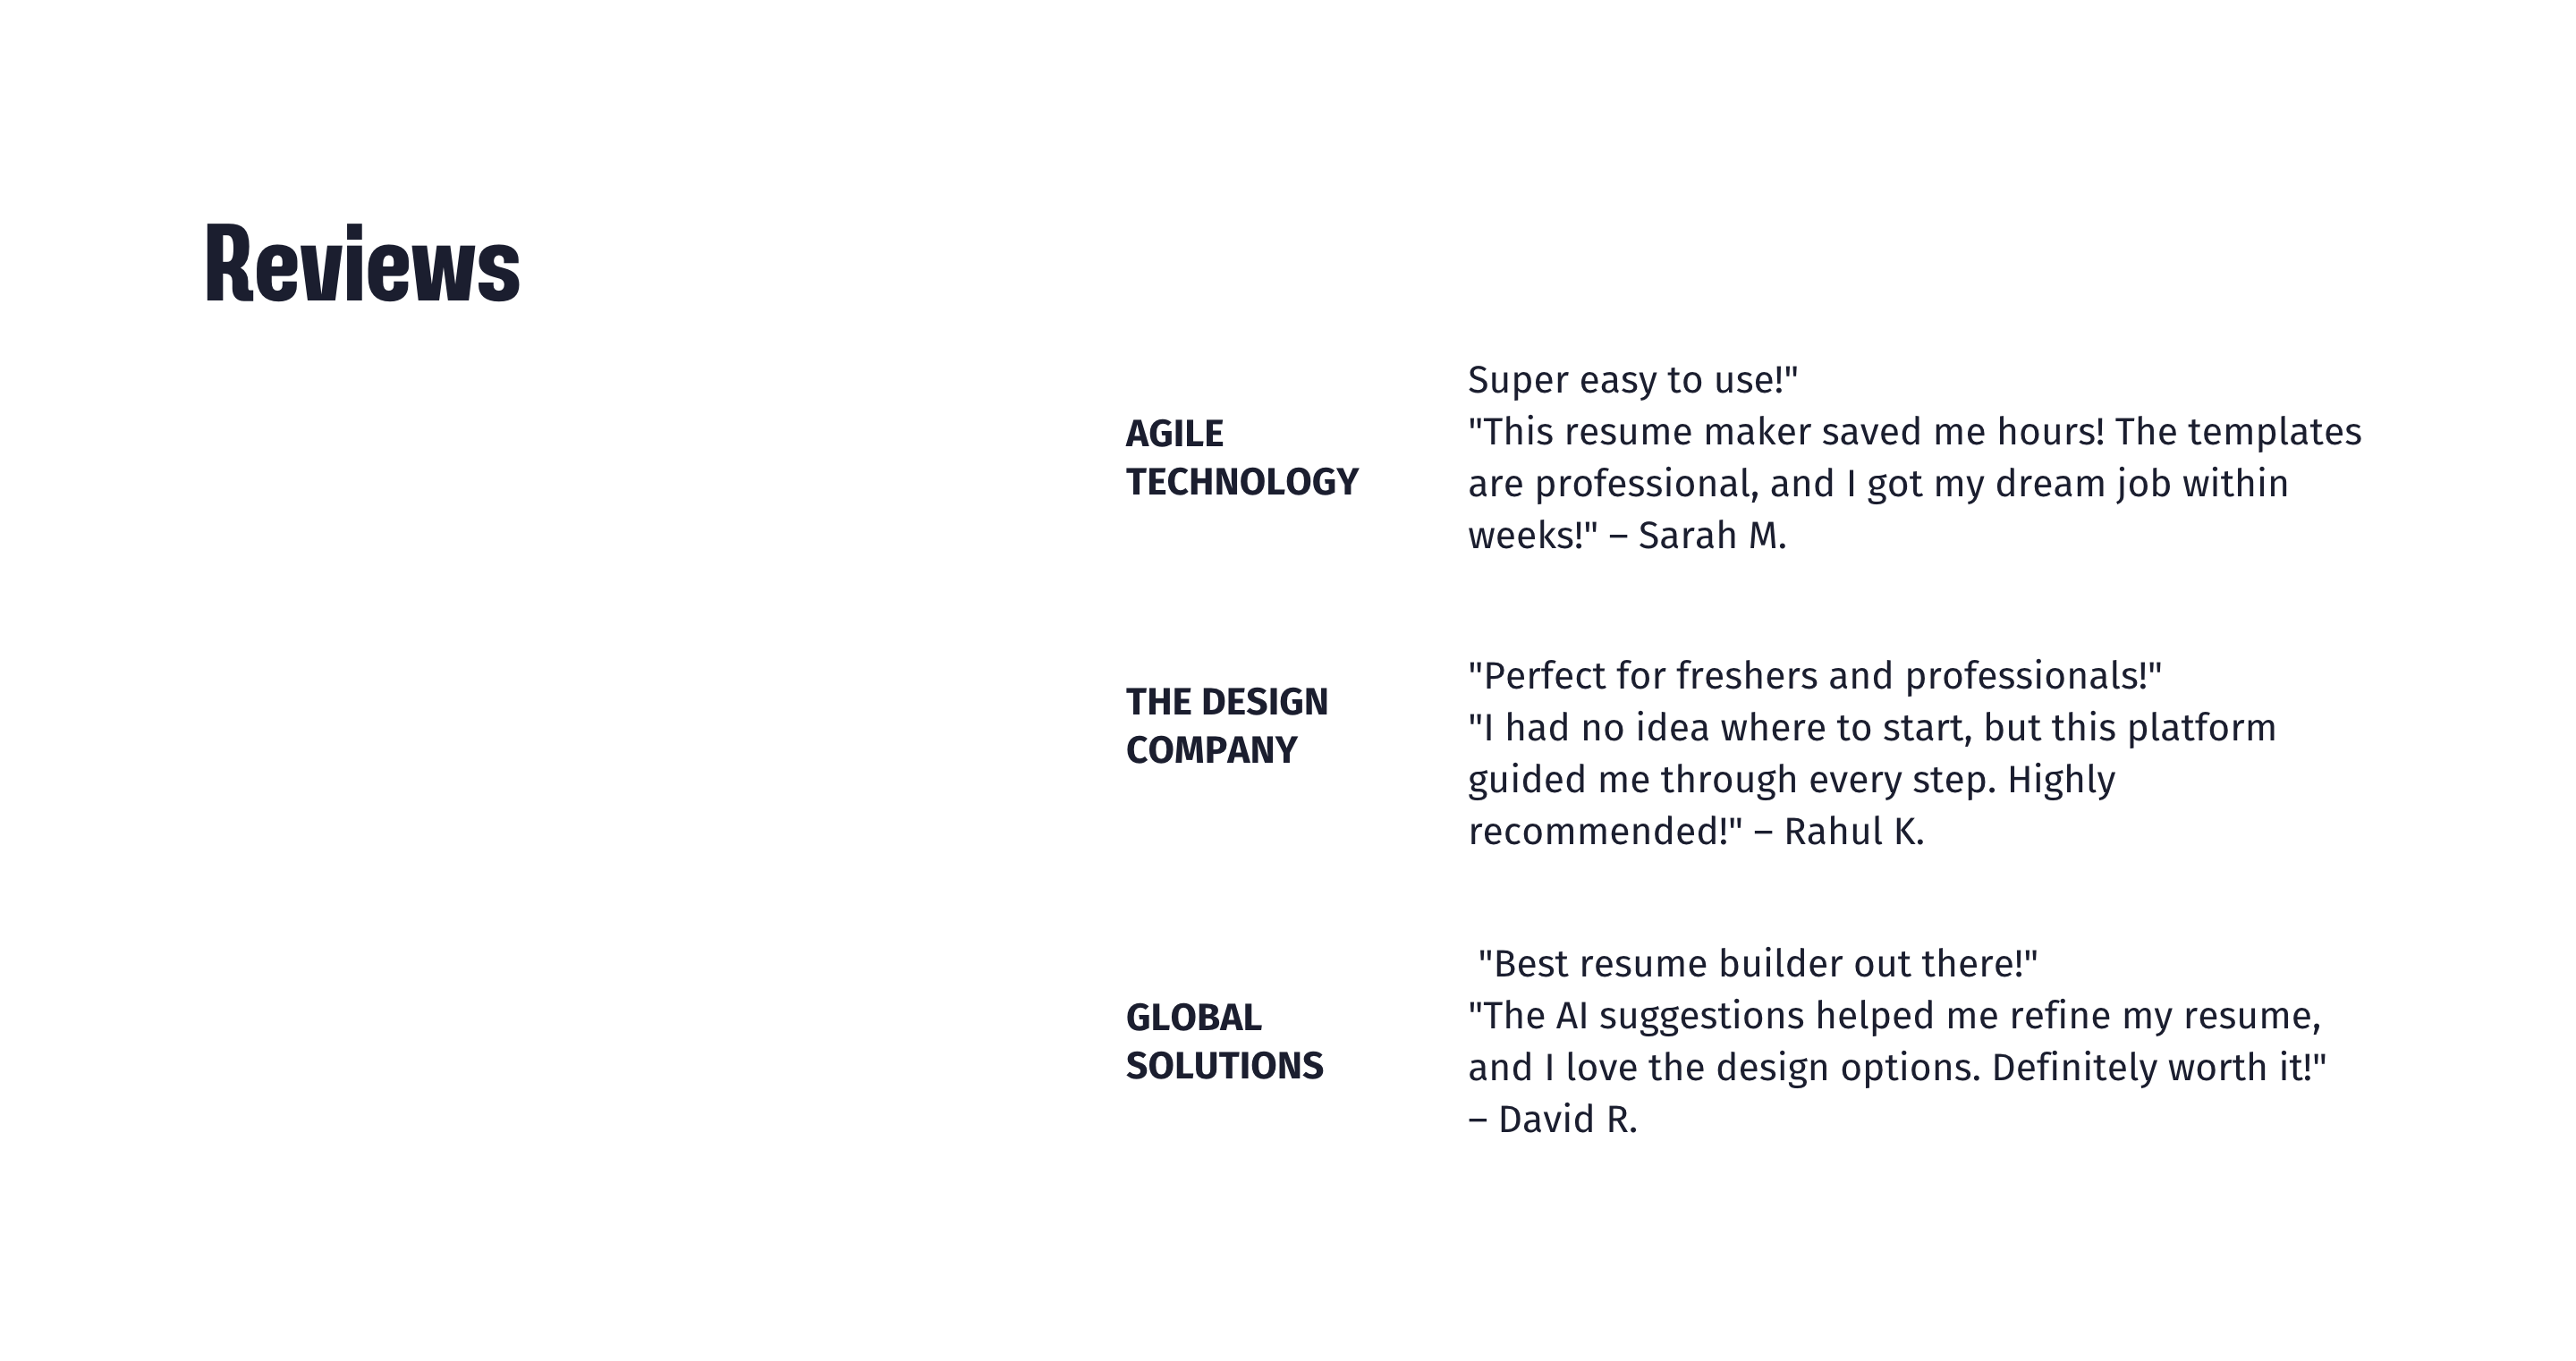 Reviews
AGILE
TECHNOLOGY
Super easy to use!"
"This resume maker saved me hours! The templates
are professional, and I got my dream job within
weeks!" – Sarah M.
THE DESIGN
COMPANY
"Perfect for freshers and professionals!"
"I had no idea where to start, but this platform
guided me through every step. Highly
recommended!" – Rahul K.
GLOBAL
SOLUTIONS
"Best resume builder out there!"
"The AI suggestions helped me refine my resume,
and I love the design options. Definitely worth it!"
– David R.